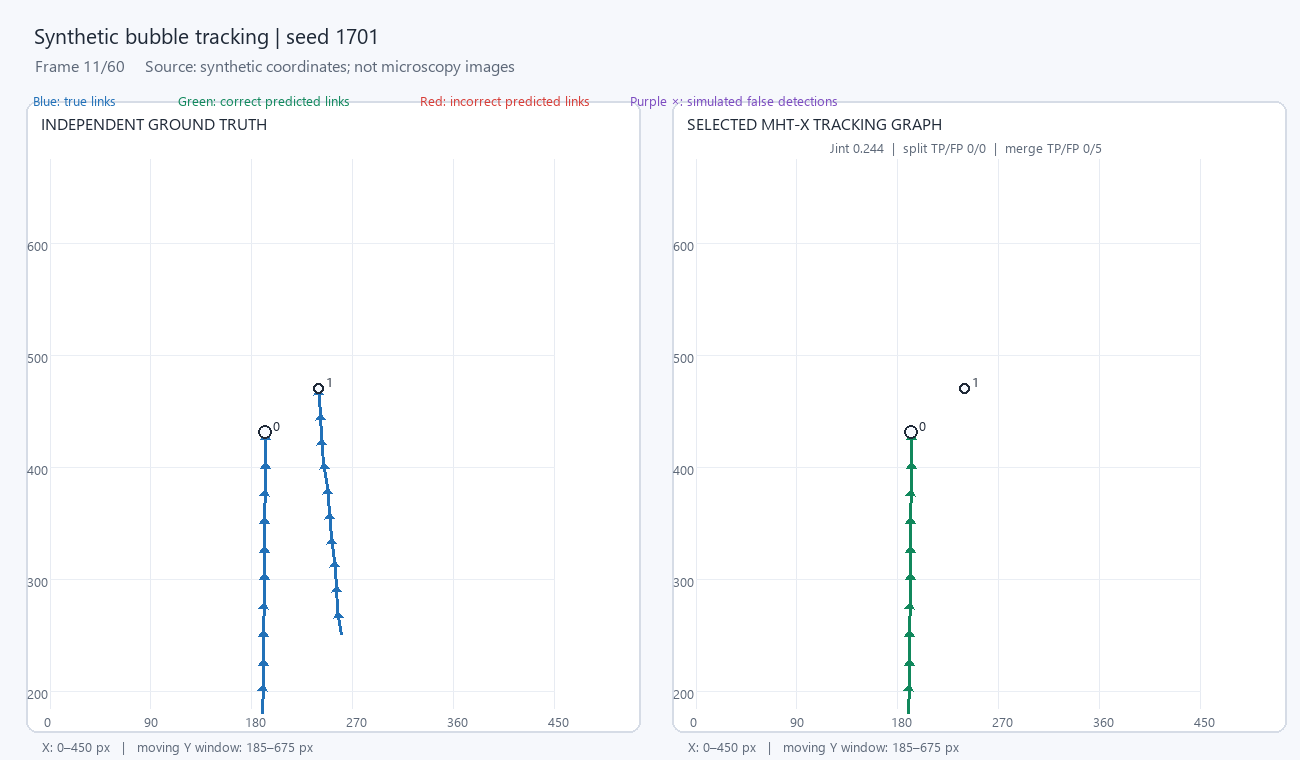 Synthetic bubble tracking | seed 1701
Frame 11/60 Source: synthetic coordinates; not microscopy images
Blue: true links Green: correct predicted links Red: incorrect predicted links Purple ×: simulated false detections
INDEPENDENT GROUND TRUTH
600
500
400
300
200
0 90 180 270 360 450
1
0
X: 0–450 px | moving Y window: 185–675 px
SELECTED MHT-X TRACKING GRAPH
Jint 0.244 | split TP/FP 0/0 | merge TP/FP 0/5
600
500
400
300
200
0 90 180 270 360 450
1
0
X: 0–450 px | moving Y window: 185–675 px